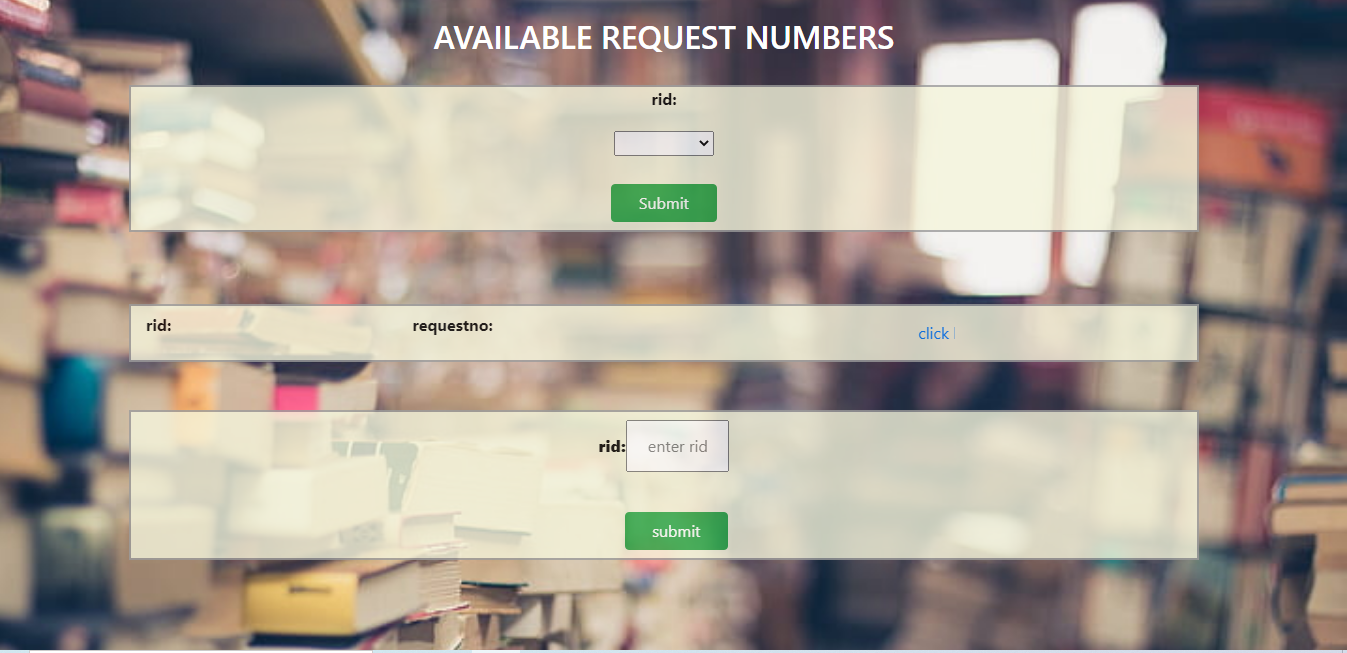 AVAILABLE REQUEST NUMBERS
rid:
Submit
rid: requestno: click
rid: enter rid
submit